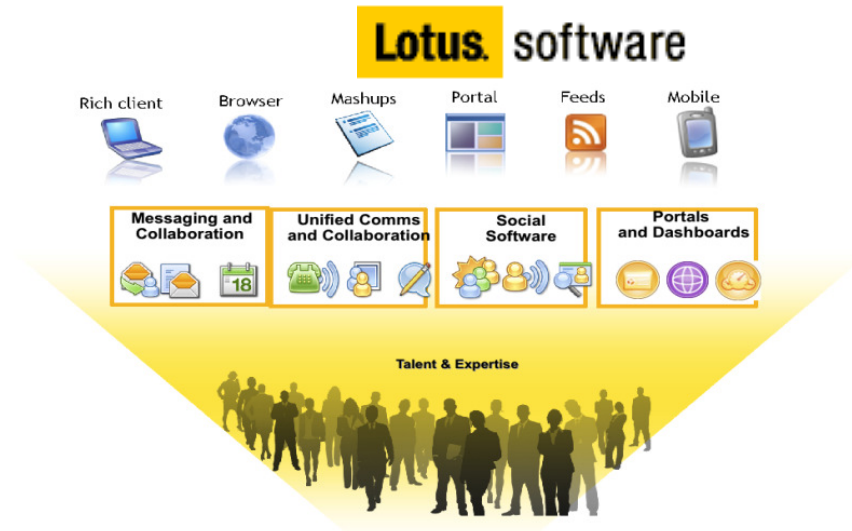 Lotus. software
Rich client
Browser
Mashups
Portal
Feeds
Mobile
Messaging and
Collaboration
Unified Comms
and Collaboration
Social
Software
Portals
and Dashboards
18
Talent & Expertise